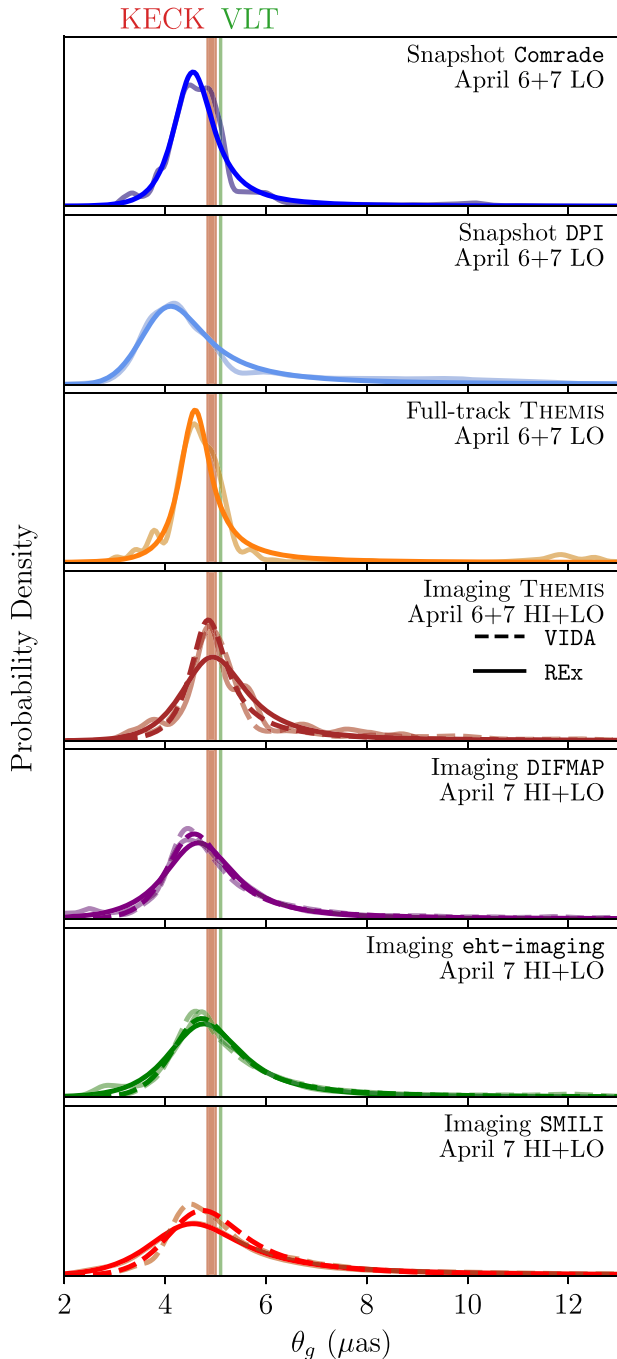 KECK VLT
Snapshot Comrade
April 6+7 LO
Snapshot DPI
April 6+7 LO
Full-track THEMIS
April 6+7 LO
Imaging THEMIS
April 6+7 HI+LO
VIDA
REx
Imaging DIFMAP
April 7 HI+LO
Imaging eht-imaging
April 7 HI+LO
Imaging SMILI
April 7 HI+LO
Probability Density
2 4 6 8 10 12
θg (μas)